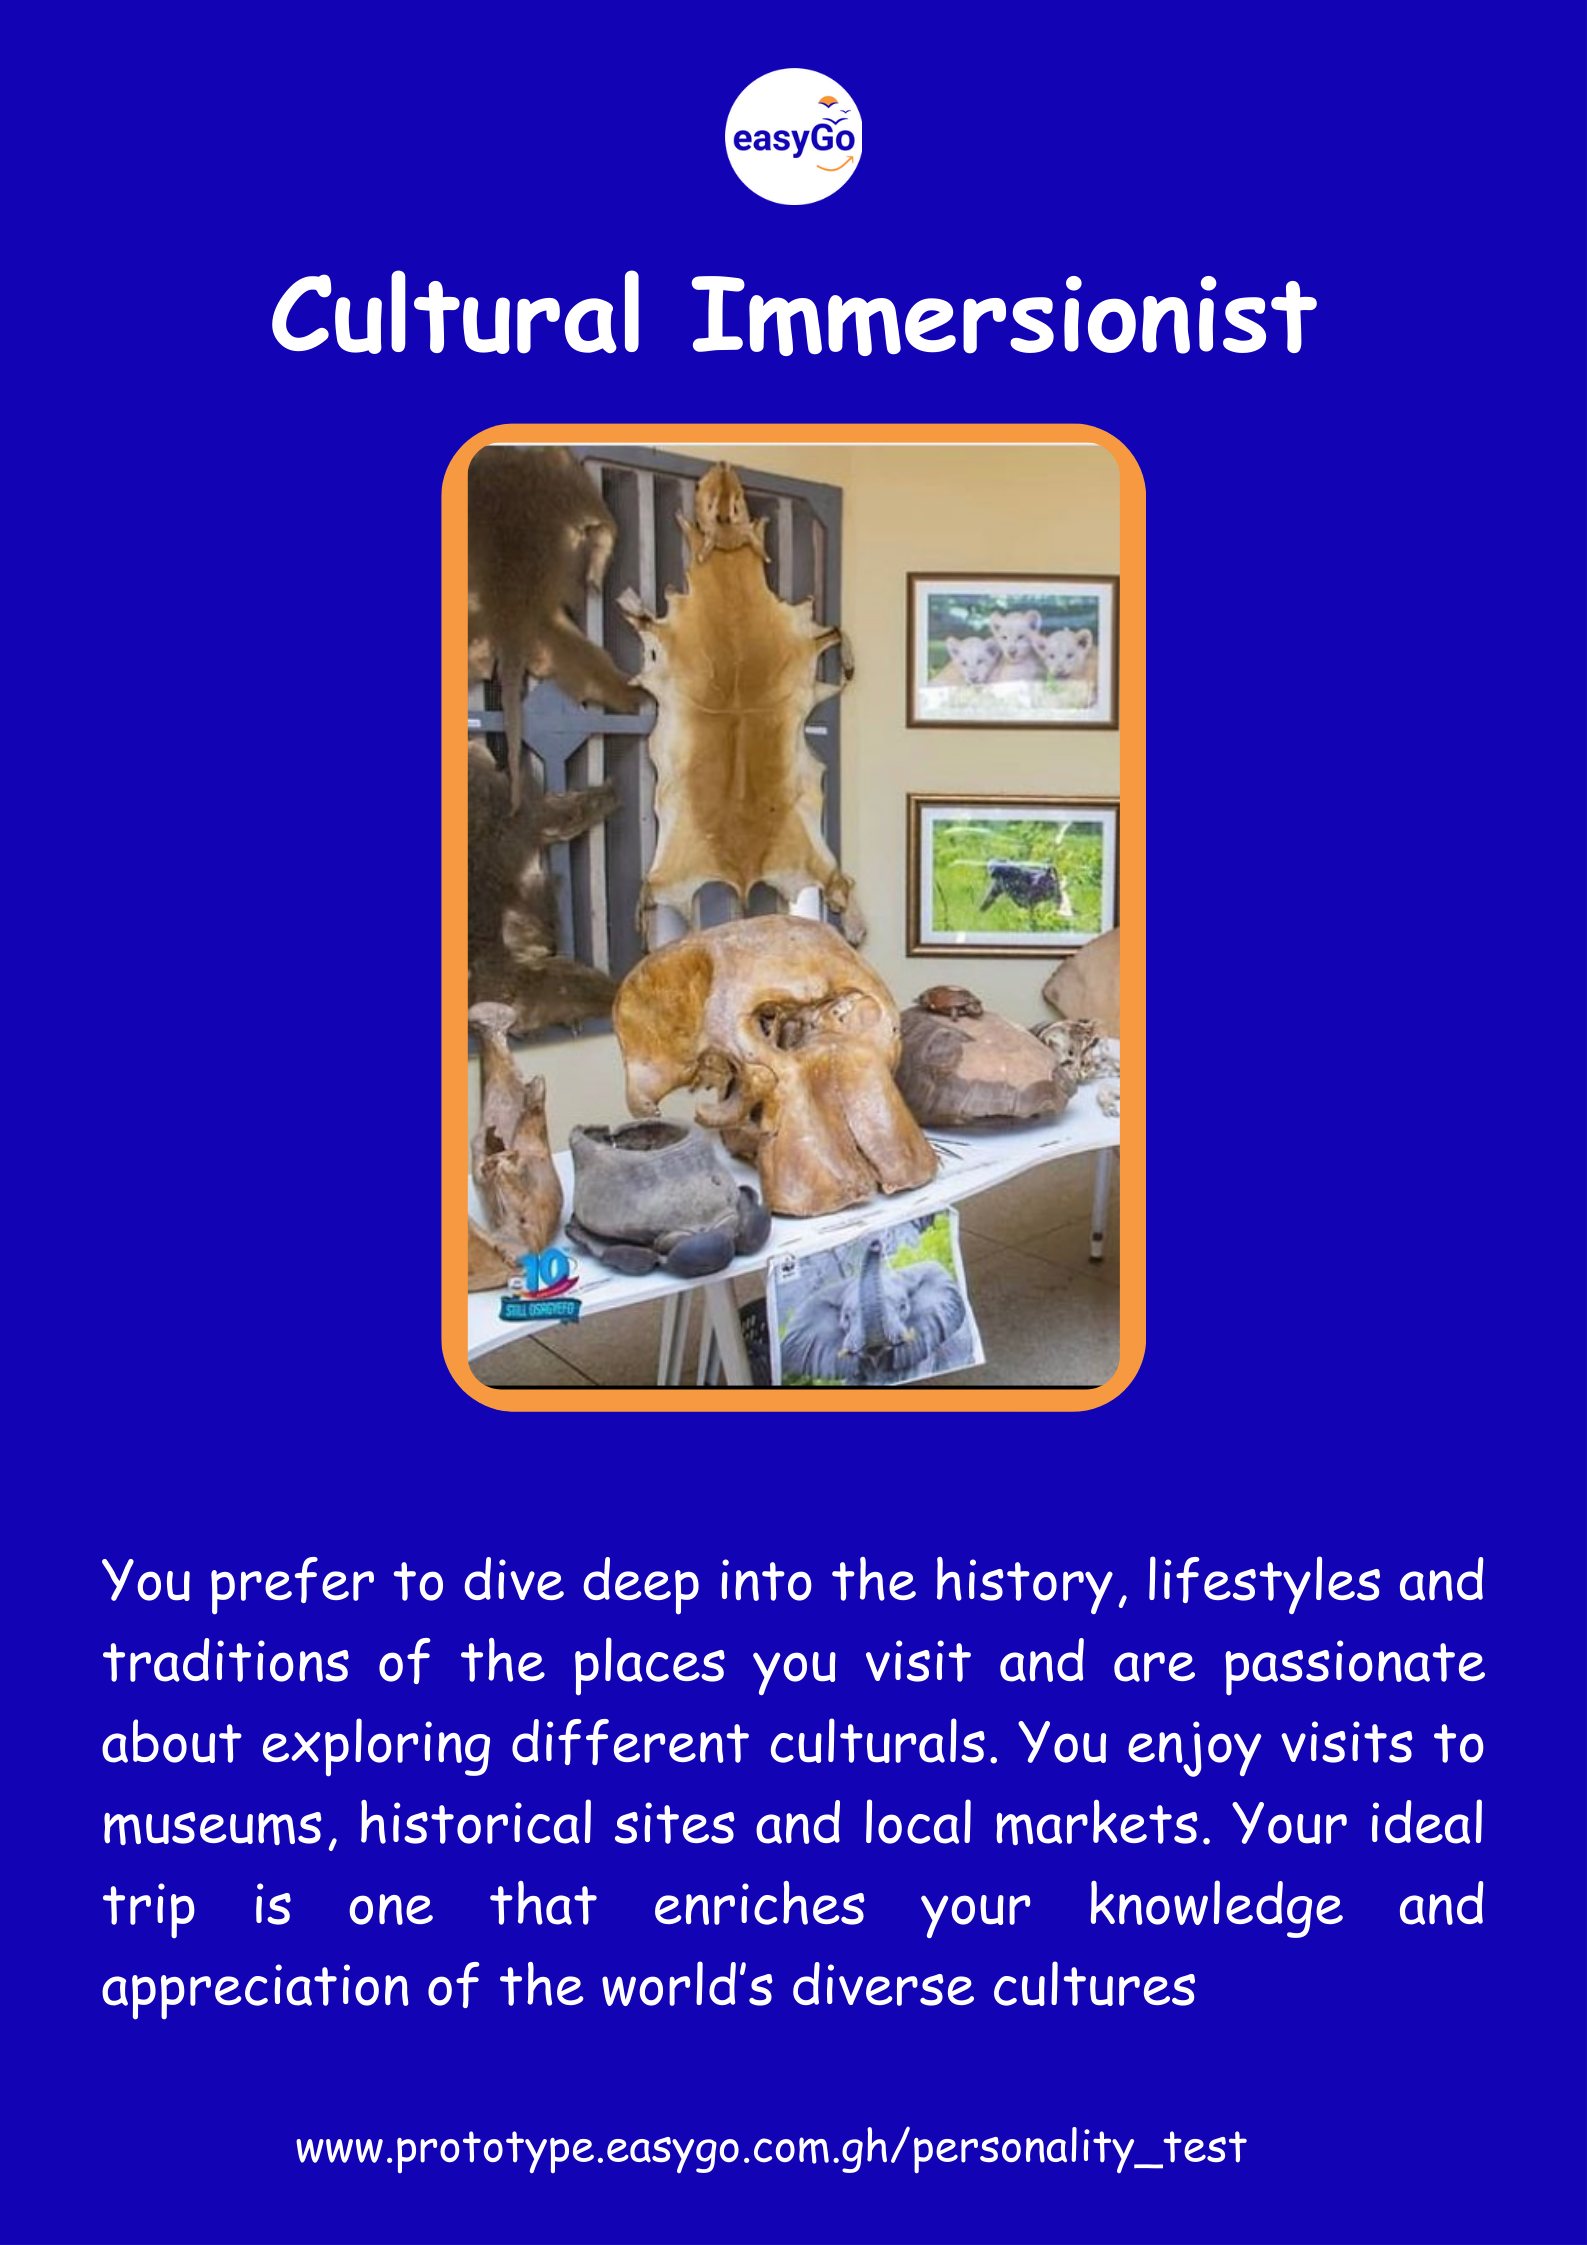 easyGo
Cultural Immersionist
10
STILL OSAGYEFO
You prefer to dive deep into the history, lifestyles and
traditions of the places you visit and are passionate
about exploring different culturals. You enjoy visits to
museums, historical sites and local markets. Your ideal
trip is one that enriches your knowledge and
appreciation of the world's diverse cultures
www.prototype.easygo.com.gh/personality_test